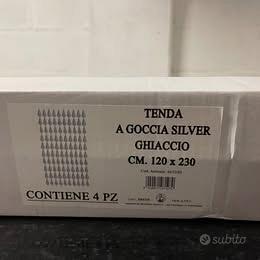 TENDA
A GOCCIA SILVER
GHIACCIO
CM. 120 x 230
CONTIENE 4 PZ
subito